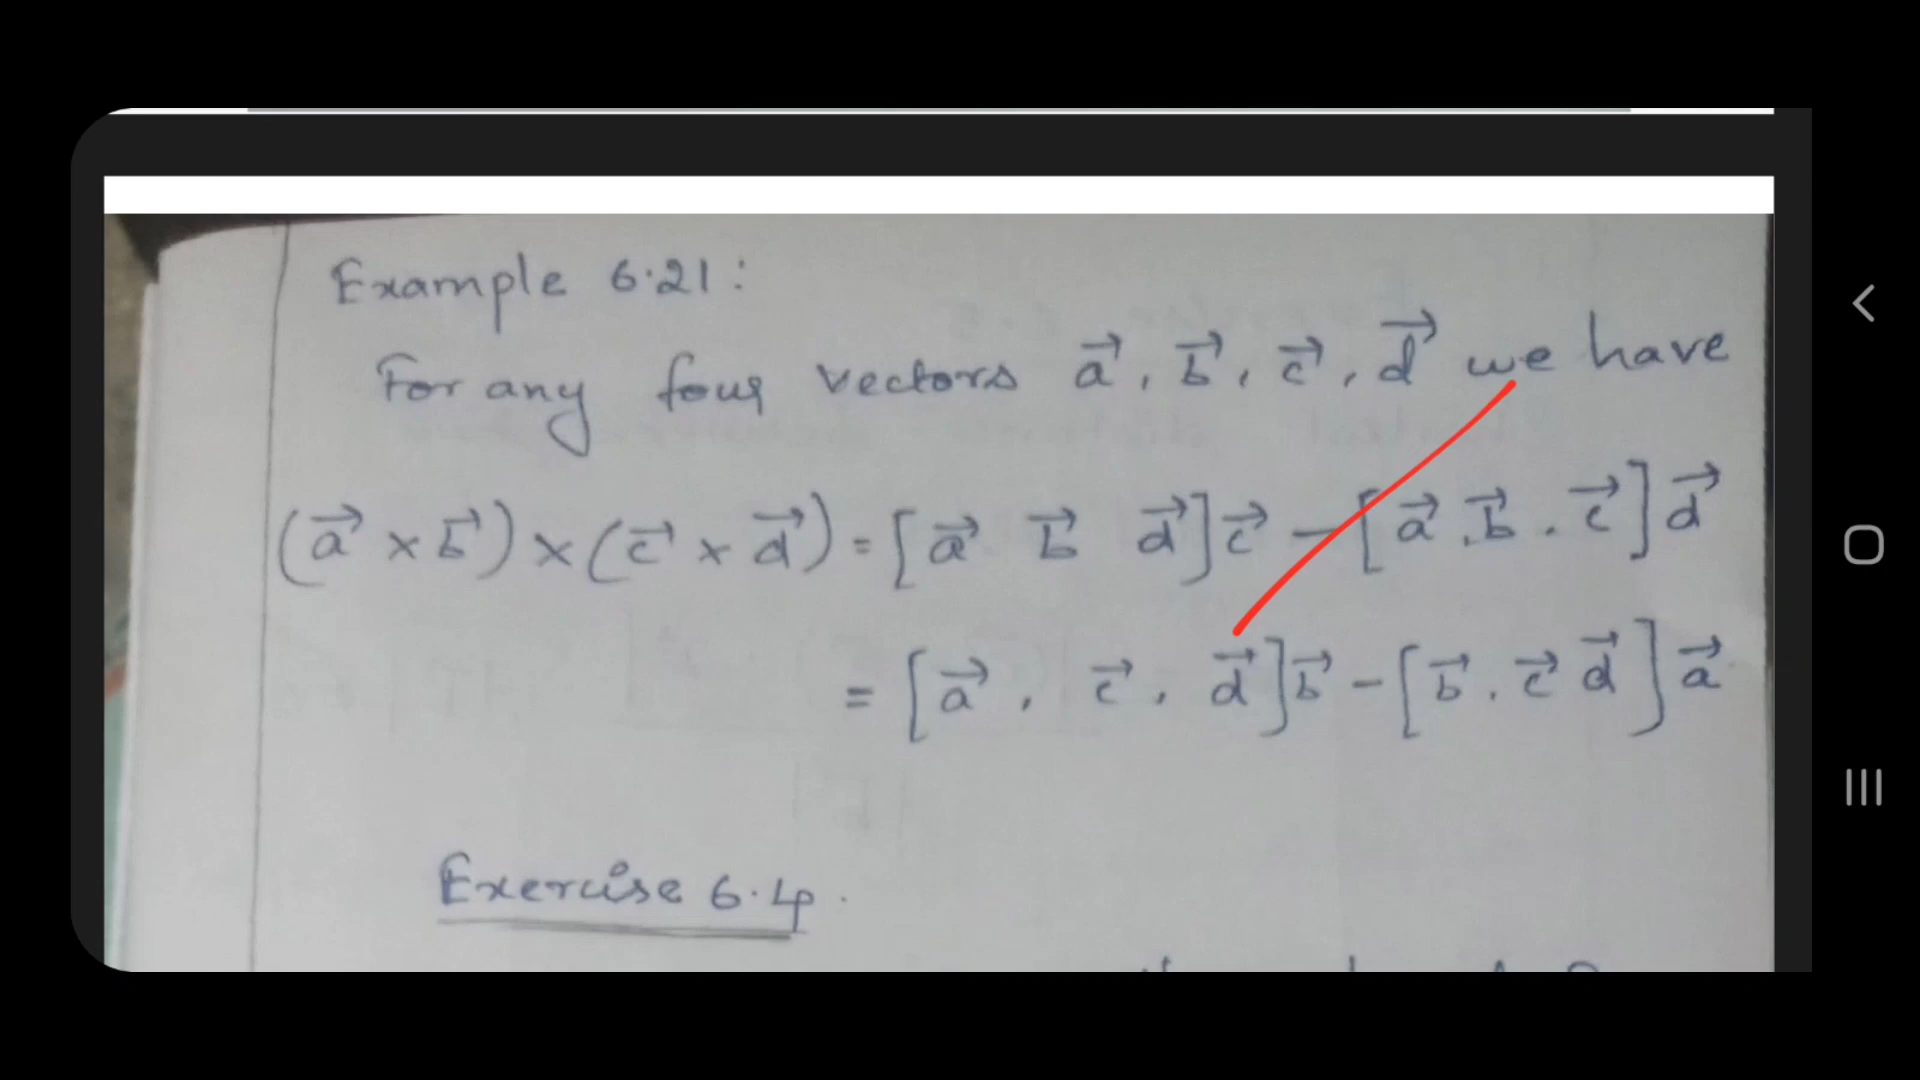 Example 6.21:
For any four vectors a⃗, b⃗, c⃗, d⃗ we have
(a⃗ × b⃗) × (c⃗ × d⃗) = [a⃗ b⃗ d⃗]c⃗ − [a⃗ . b⃗ . c⃗]d⃗
= [a⃗ , c⃗ , d⃗]b⃗ − [b⃗ . c⃗ d⃗]a⃗
Exercise 6.4.